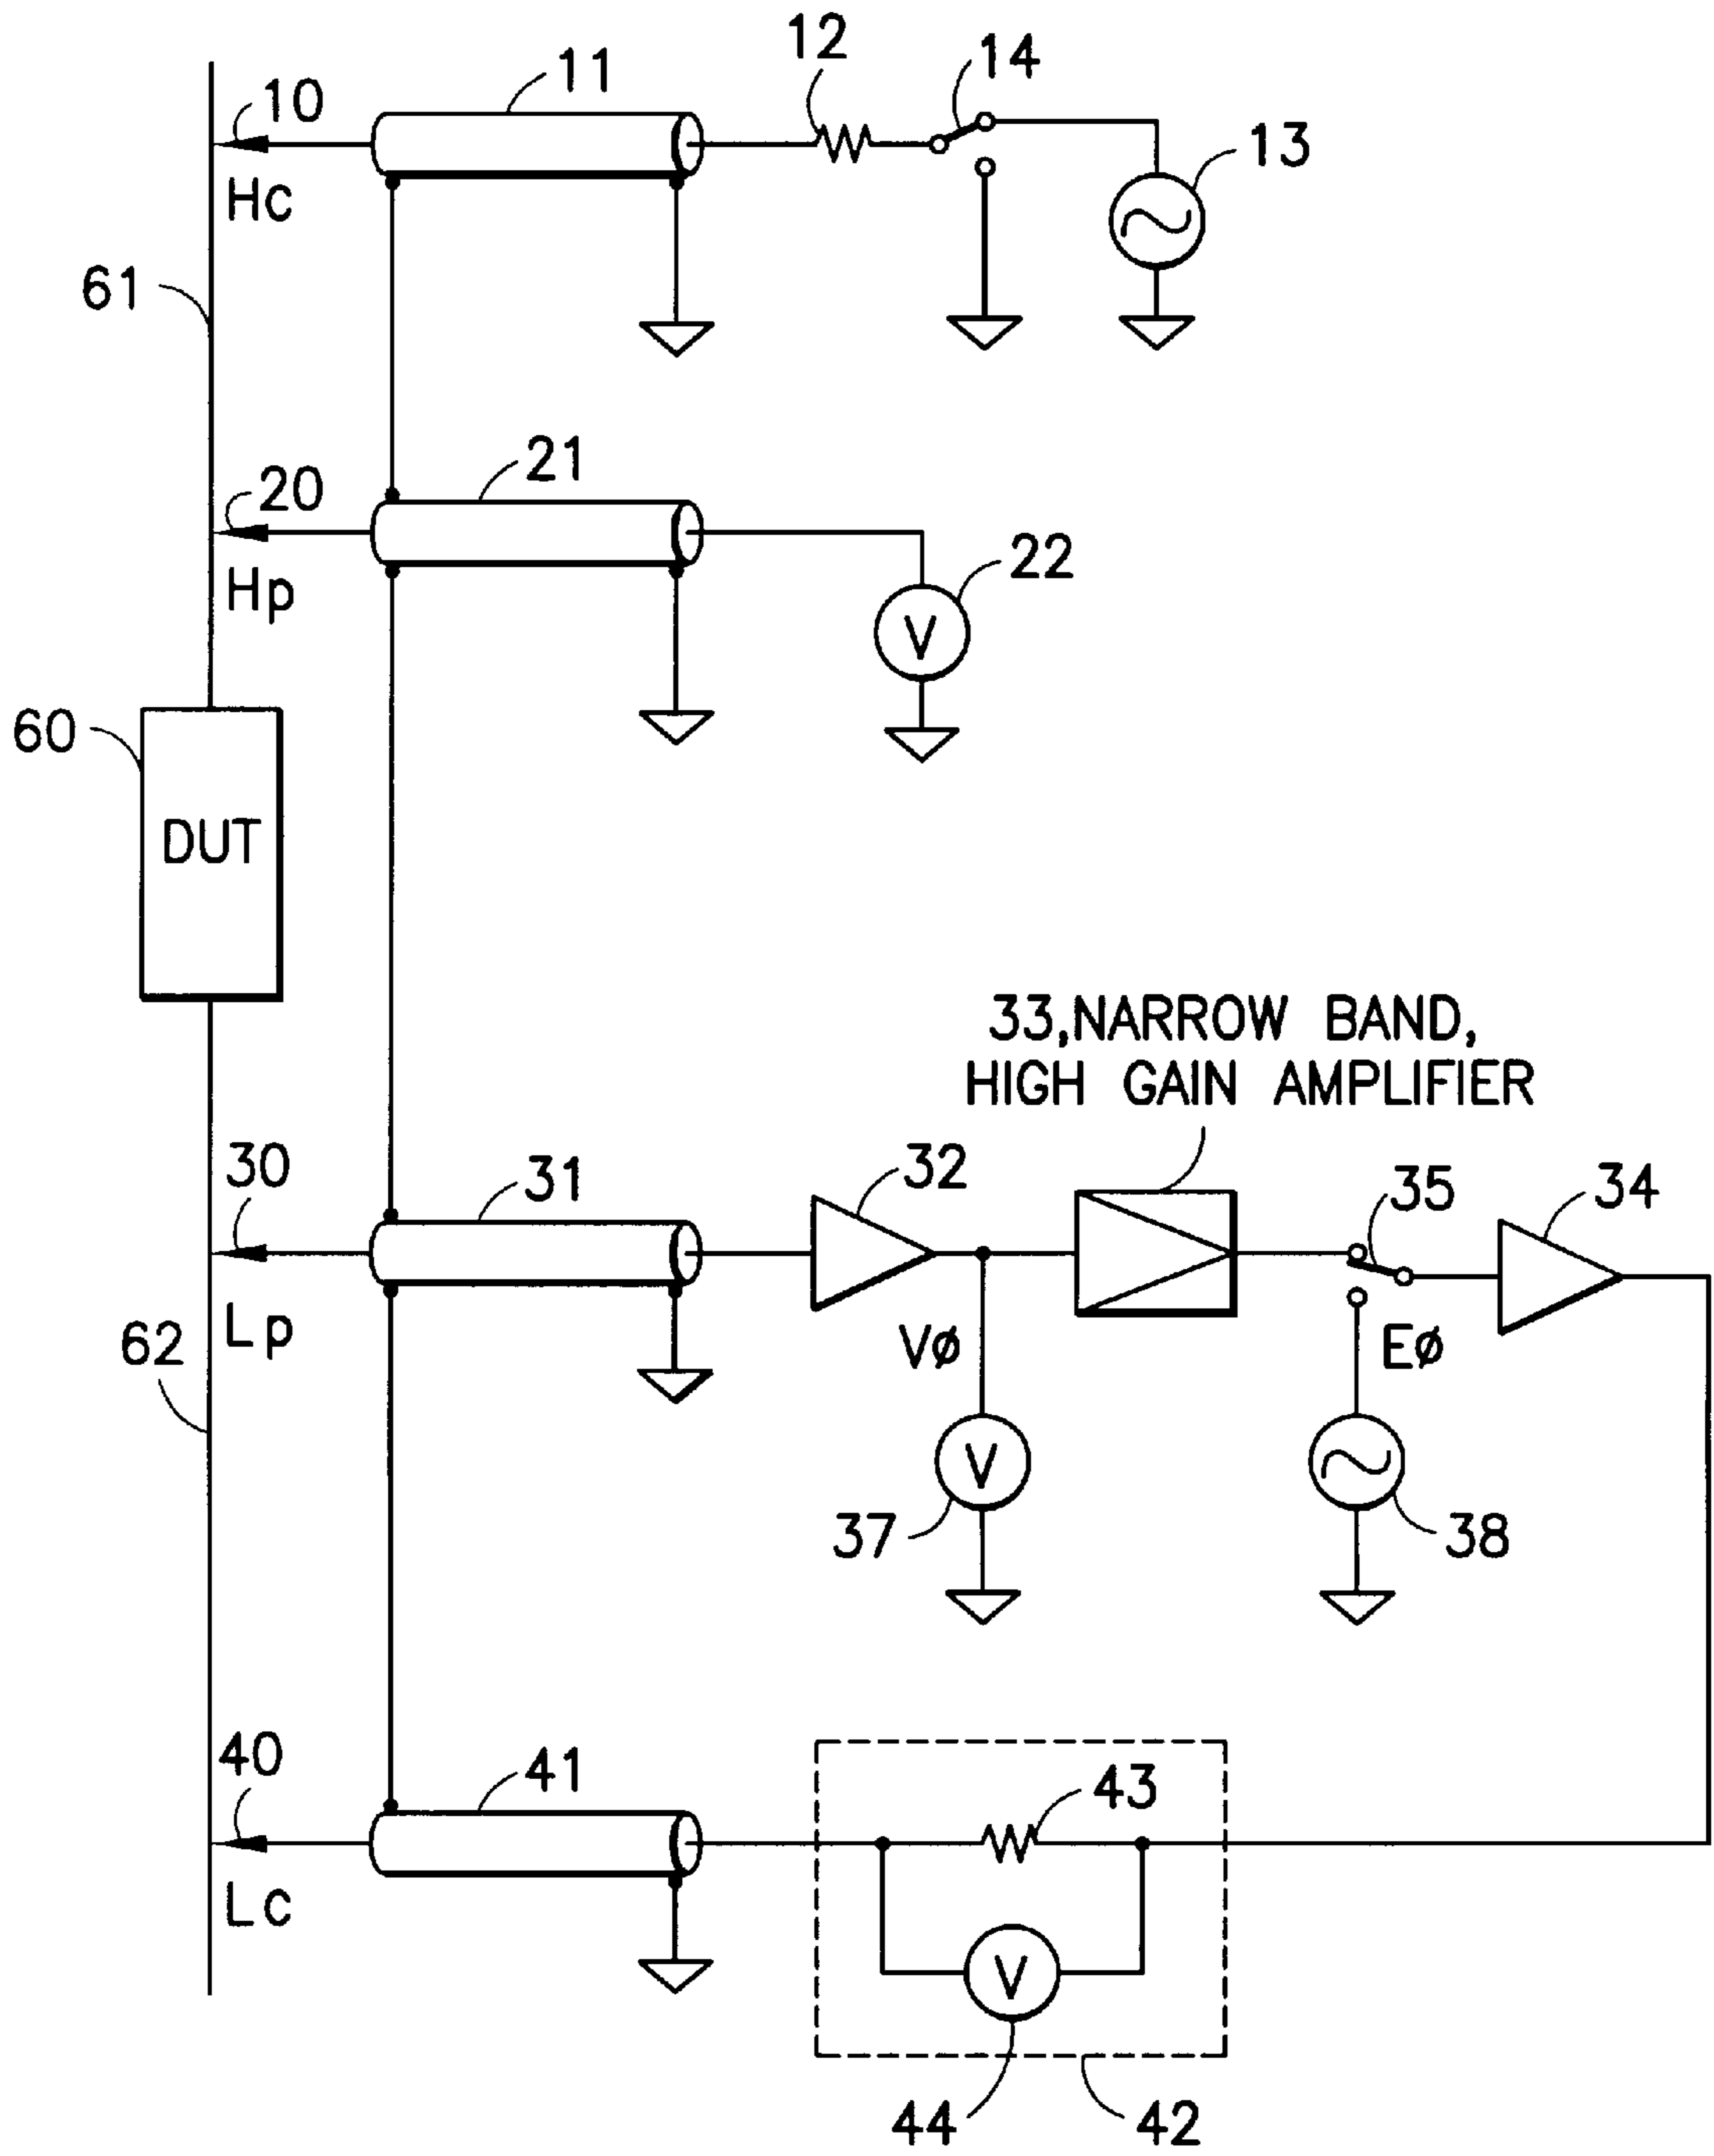 12
14
11
10
13
Hc
61
21
20
22
Hp
V
60
DUT
33,NARROW BAND,
HIGH GAIN AMPLIFIER
30
31
32
35
34
Lp
62
Vø
Eø
V
37
38
40
41
43
Lc
V
44
42